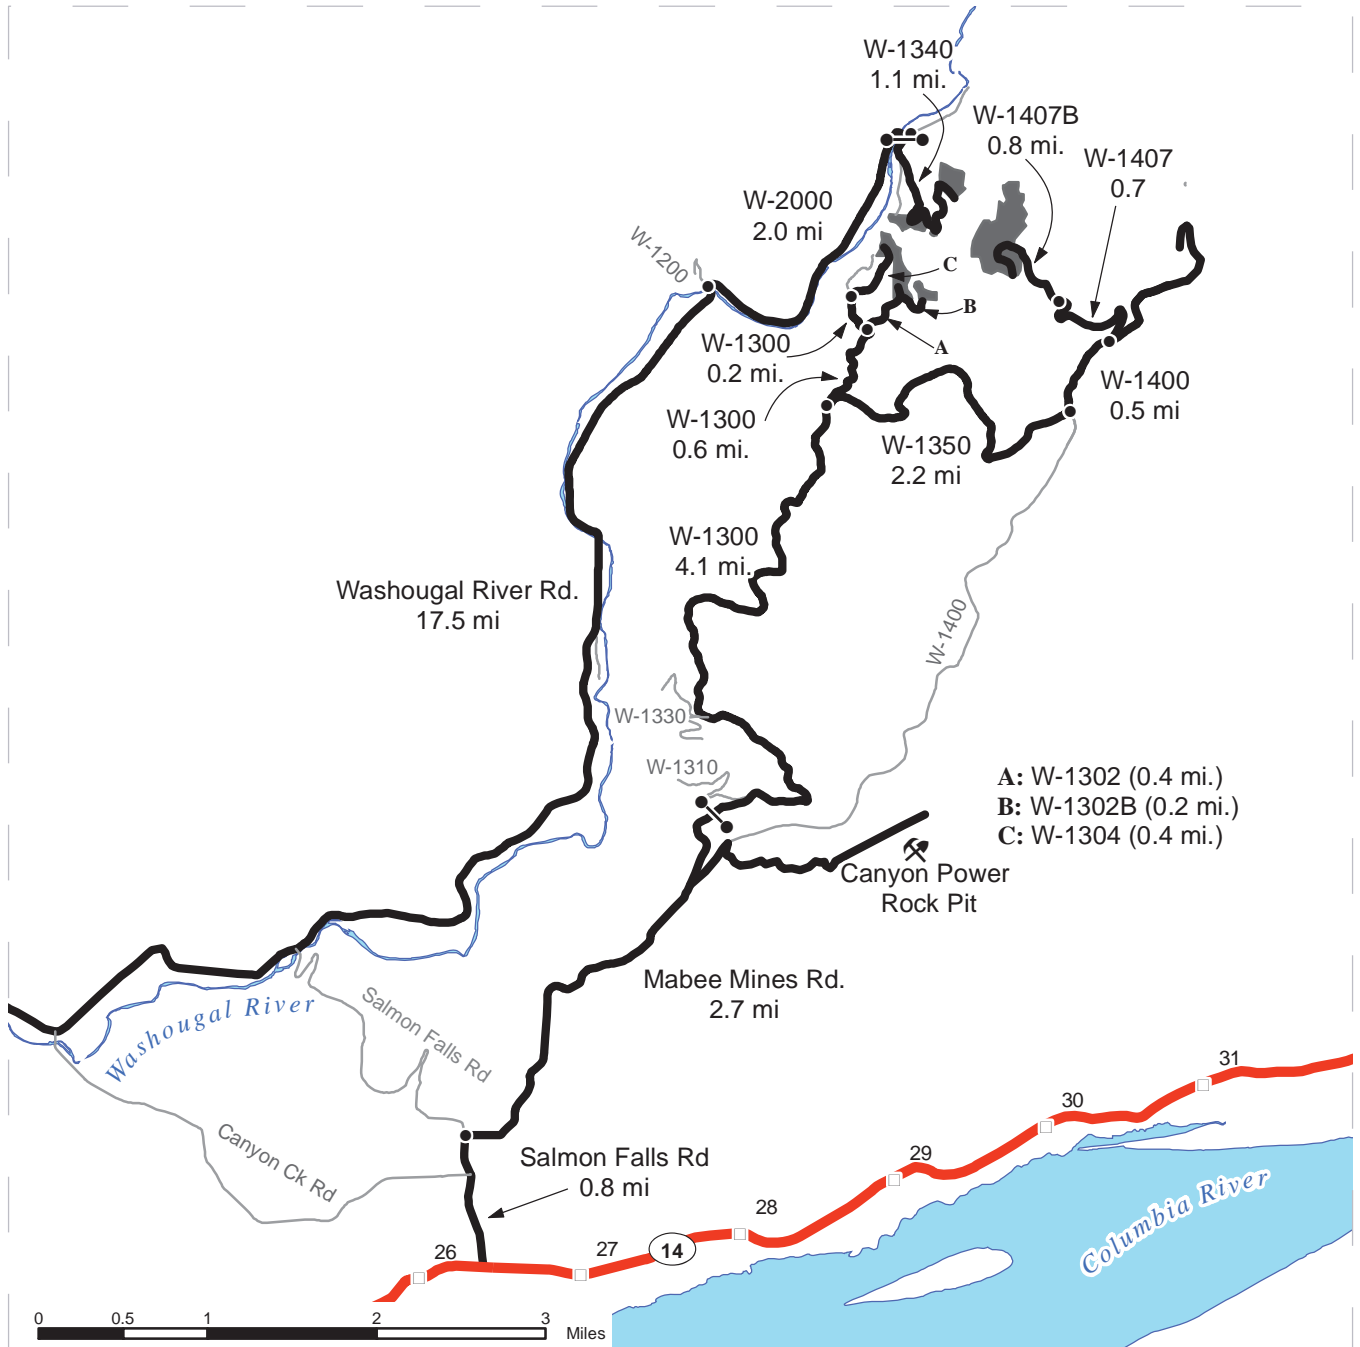 W-1340
1.1 mi.
W-1407B
0.8 mi.
W-1407
0.7
W-2000
2.0 mi
W-1200
C
B
A
W-1300
0.2 mi.
W-1300
0.6 mi.
W-1400
0.5 mi
W-1350
2.2 mi
W-1300
4.1 mi.
Washougal River Rd.
17.5 mi
W-1400
W-1330
W-1310
A: W-1302 (0.4 mi.)
B: W-1302B (0.2 mi.)
C: W-1304 (0.4 mi.)
Canyon Power
Rock Pit
Mabee Mines Rd.
2.7 mi
Washougal River
Salmon Falls Rd
Canyon Ck Rd
Salmon Falls Rd
0.8 mi
31
30
29
28
27
26
14
Columbia River
0 0.5 1 2 3 Miles